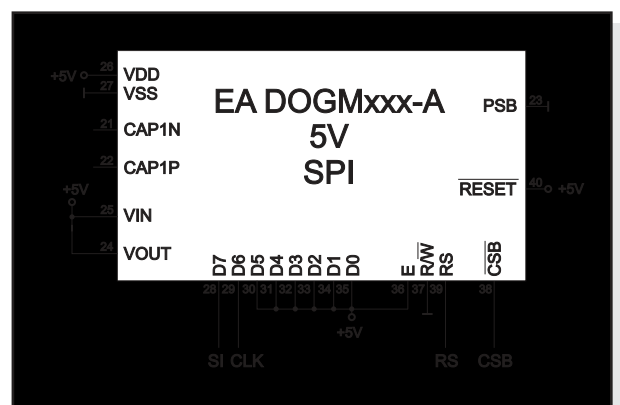 EA DOGMxxx-A
5V
SPI
+5V 26 VDD
27 VSS
21 CAP1N
22 CAP1P
+5V
25 VIN
24 VOUT
PSB 23
RESET 40 +5V
D7 D6 D5 D4 D3 D2 D1 D0 E R/W RS CSB
28 29 30 31 32 33 34 35 36 37 39 38
+5V
SI CLK RS CSB